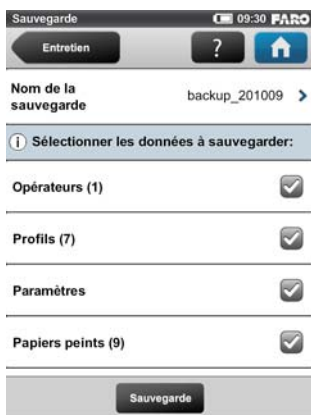 Sauvegarde 09:30 FARO
Entretien ?
Nom de la
sauvegarde
backup_201009 >
i Sélectionner les données à sauvegarder:
Opérateurs (1)
Profils (7)
Paramètres
Papiers peints (9)
Sauvegarde